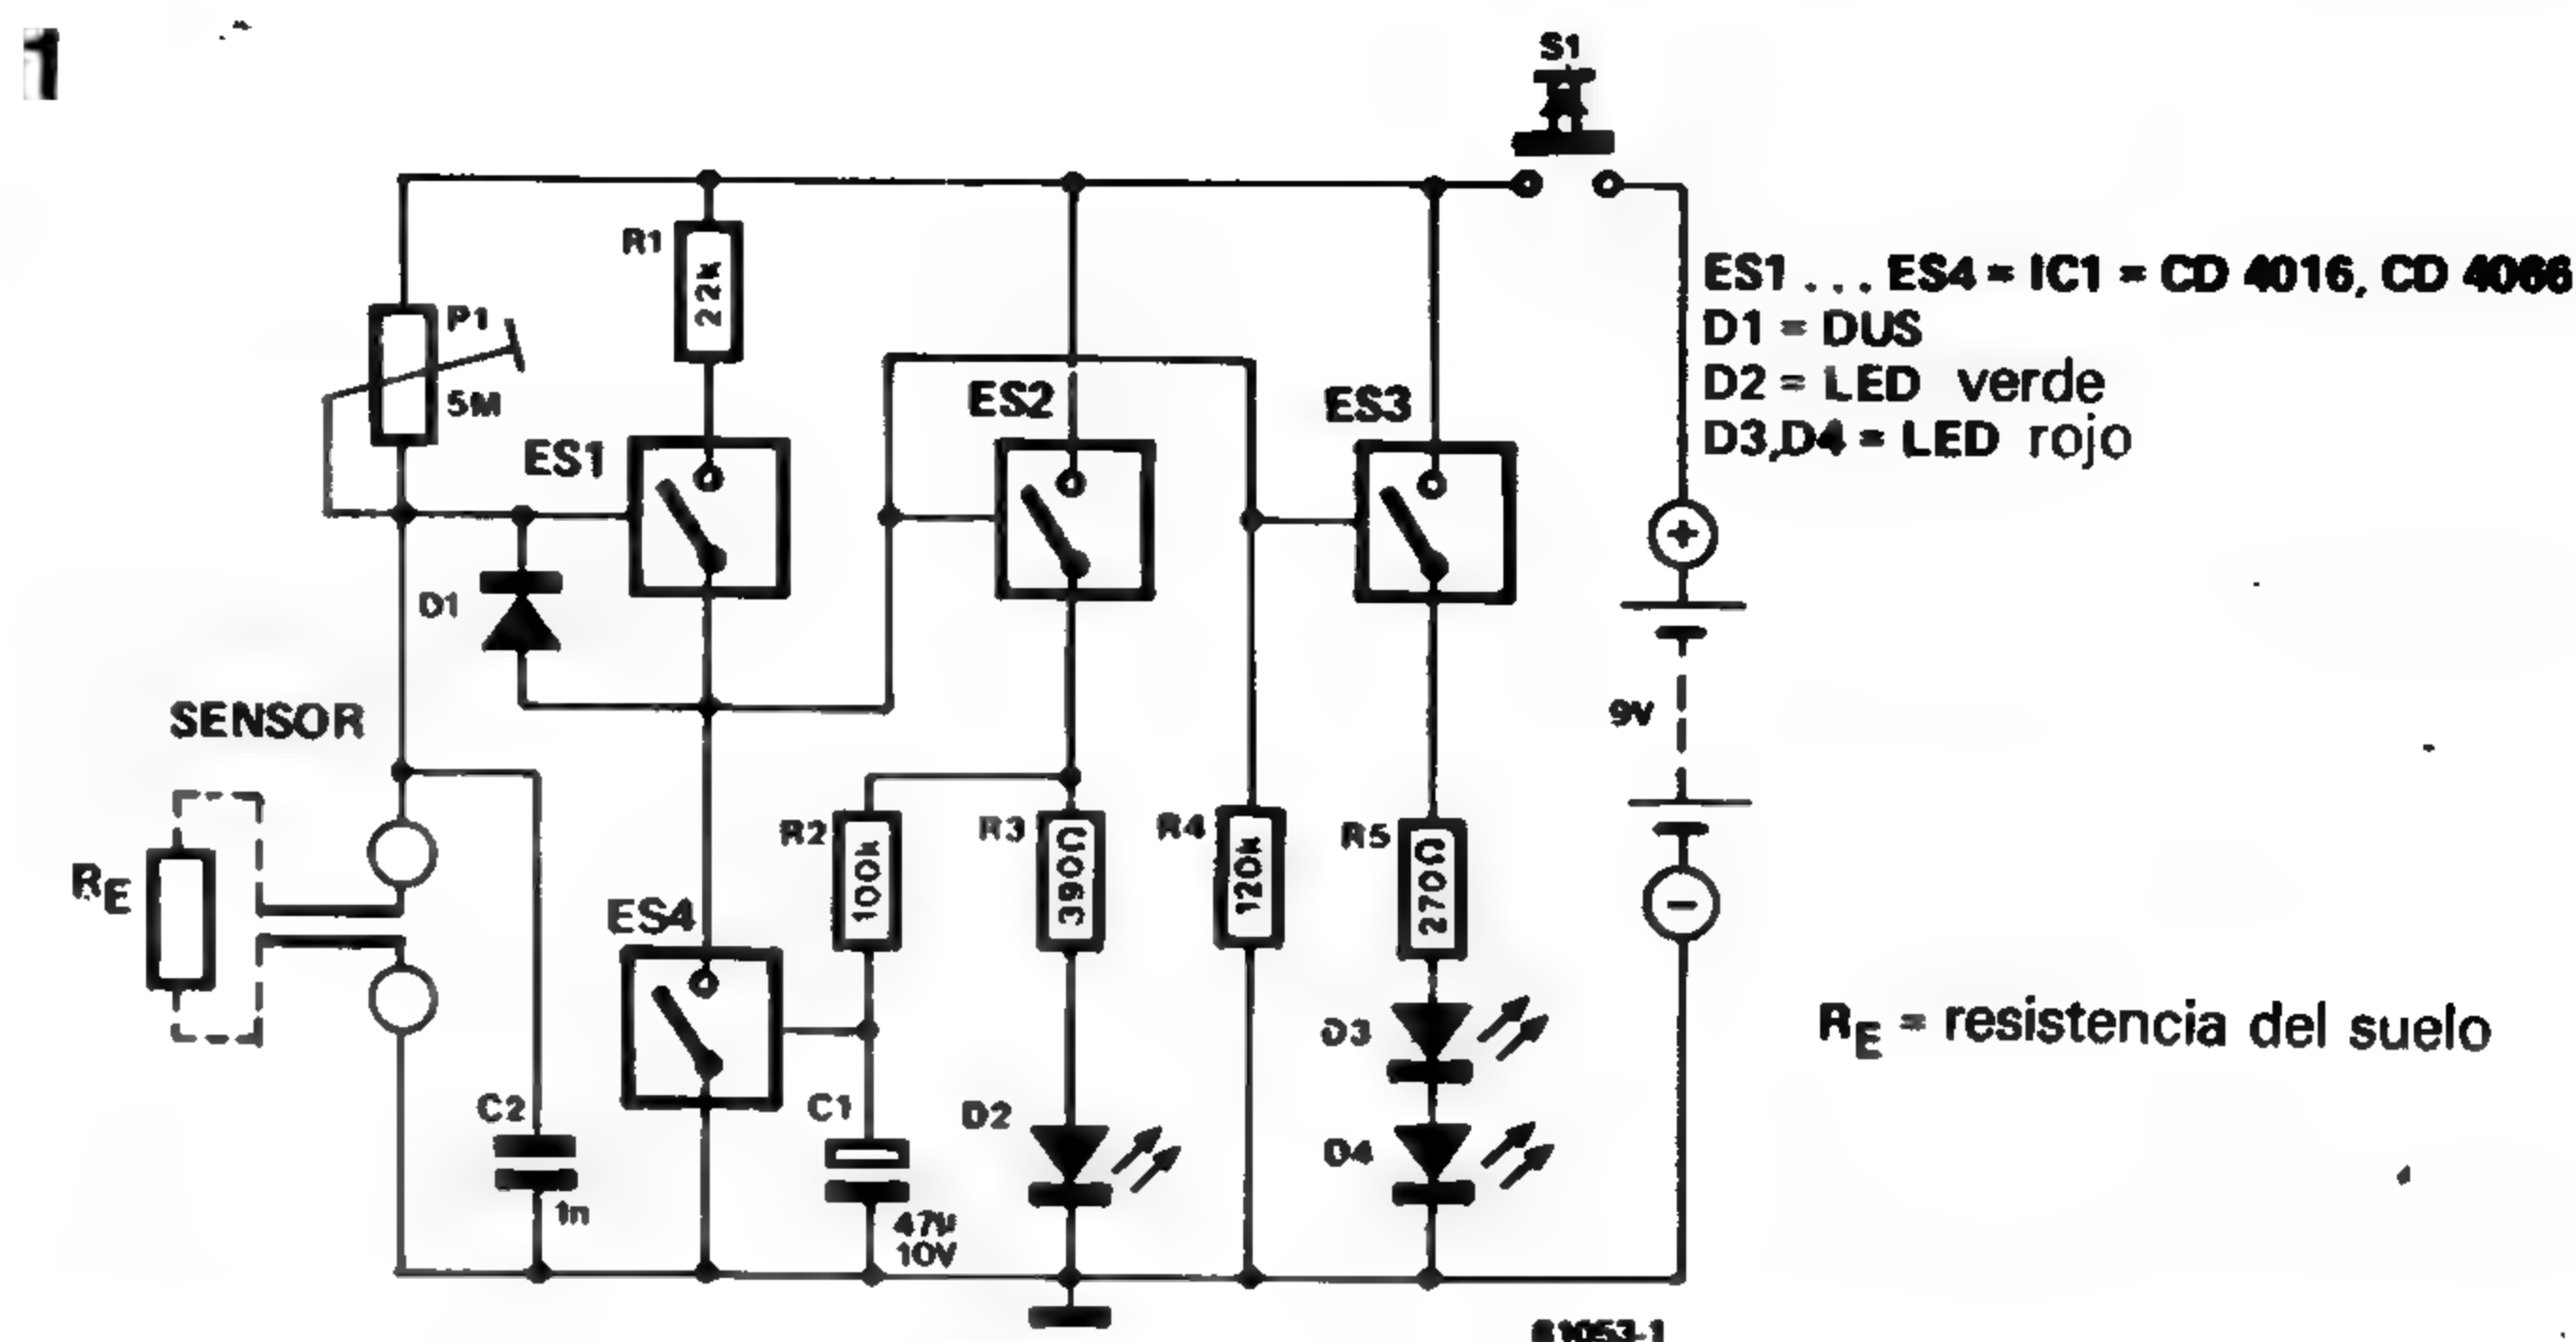 1
S1
R1
22k
P1
5M
ES1
ES2
ES3
ES1 ... ES4 = IC1 = CD 4016, CD 4066
D1 = DUS
D2 = LED verde
D3,D4 = LED rojo
D1
+
SENSOR
9V
RE
R2
100k
R3
390Ω
R4
120k
R5
270Ω
ES4
−
RE = resistencia del suelo
D3
C2
1n
C1
47µ
10V
D2
D4
81053-1